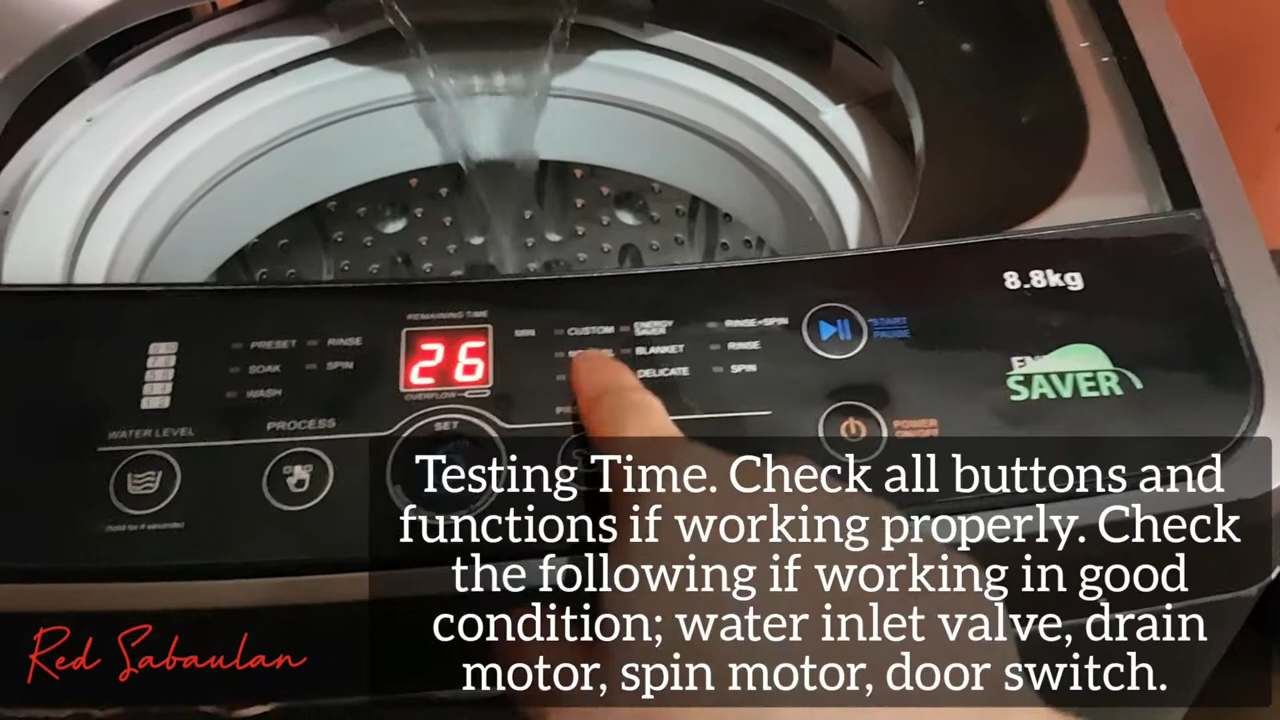 8.8kg
REMAINING TIME
MIN
CUSTOM
ENERGY
SAVER
RINSE+SPIN
START
PAUSE
PRESET
RINSE
26
BLANKET
RINSE
SOAK
SPIN
DELICATE
SPIN
SAVER
WASH
OVERFLOW
WATER LEVEL
PROCESS
SET
POWER
ON/OFF
Testing Time. Check all buttons and
functions if working properly. Check
the following if working in good
condition; water inlet valve, drain
motor, spin motor, door switch.
Red Sabaulan